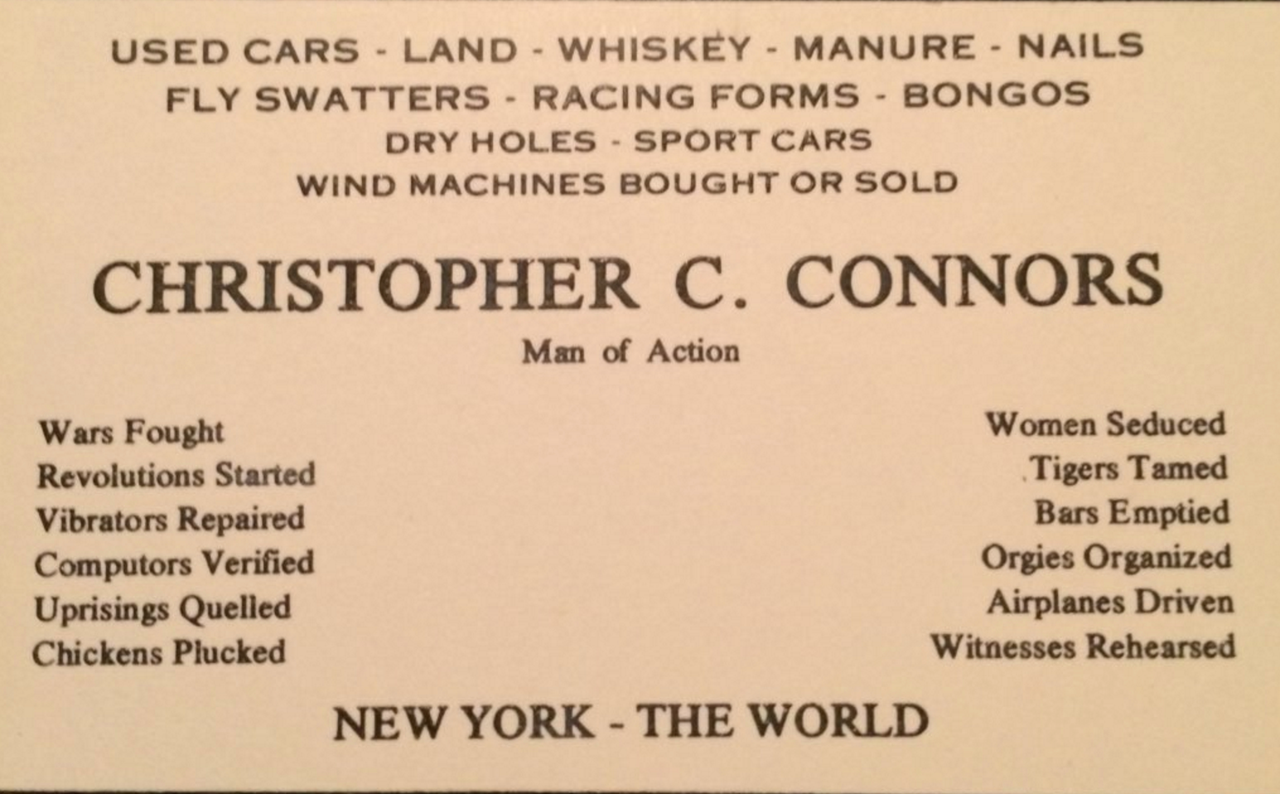 USED CARS - LAND - WHISKEY - MANURE - NAILS
FLY SWATTERS - RACING FORMS - BONGOS
DRY HOLES - SPORT CARS
WIND MACHINES BOUGHT OR SOLD
CHRISTOPHER C. CONNORS
Man of Action
Wars Fought
Revolutions Started
Vibrators Repaired
Computors Verified
Uprisings Quelled
Chickens Plucked
Women Seduced
Tigers Tamed
Bars Emptied
Orgies Organized
Airplanes Driven
Witnesses Rehearsed
NEW YORK - THE WORLD